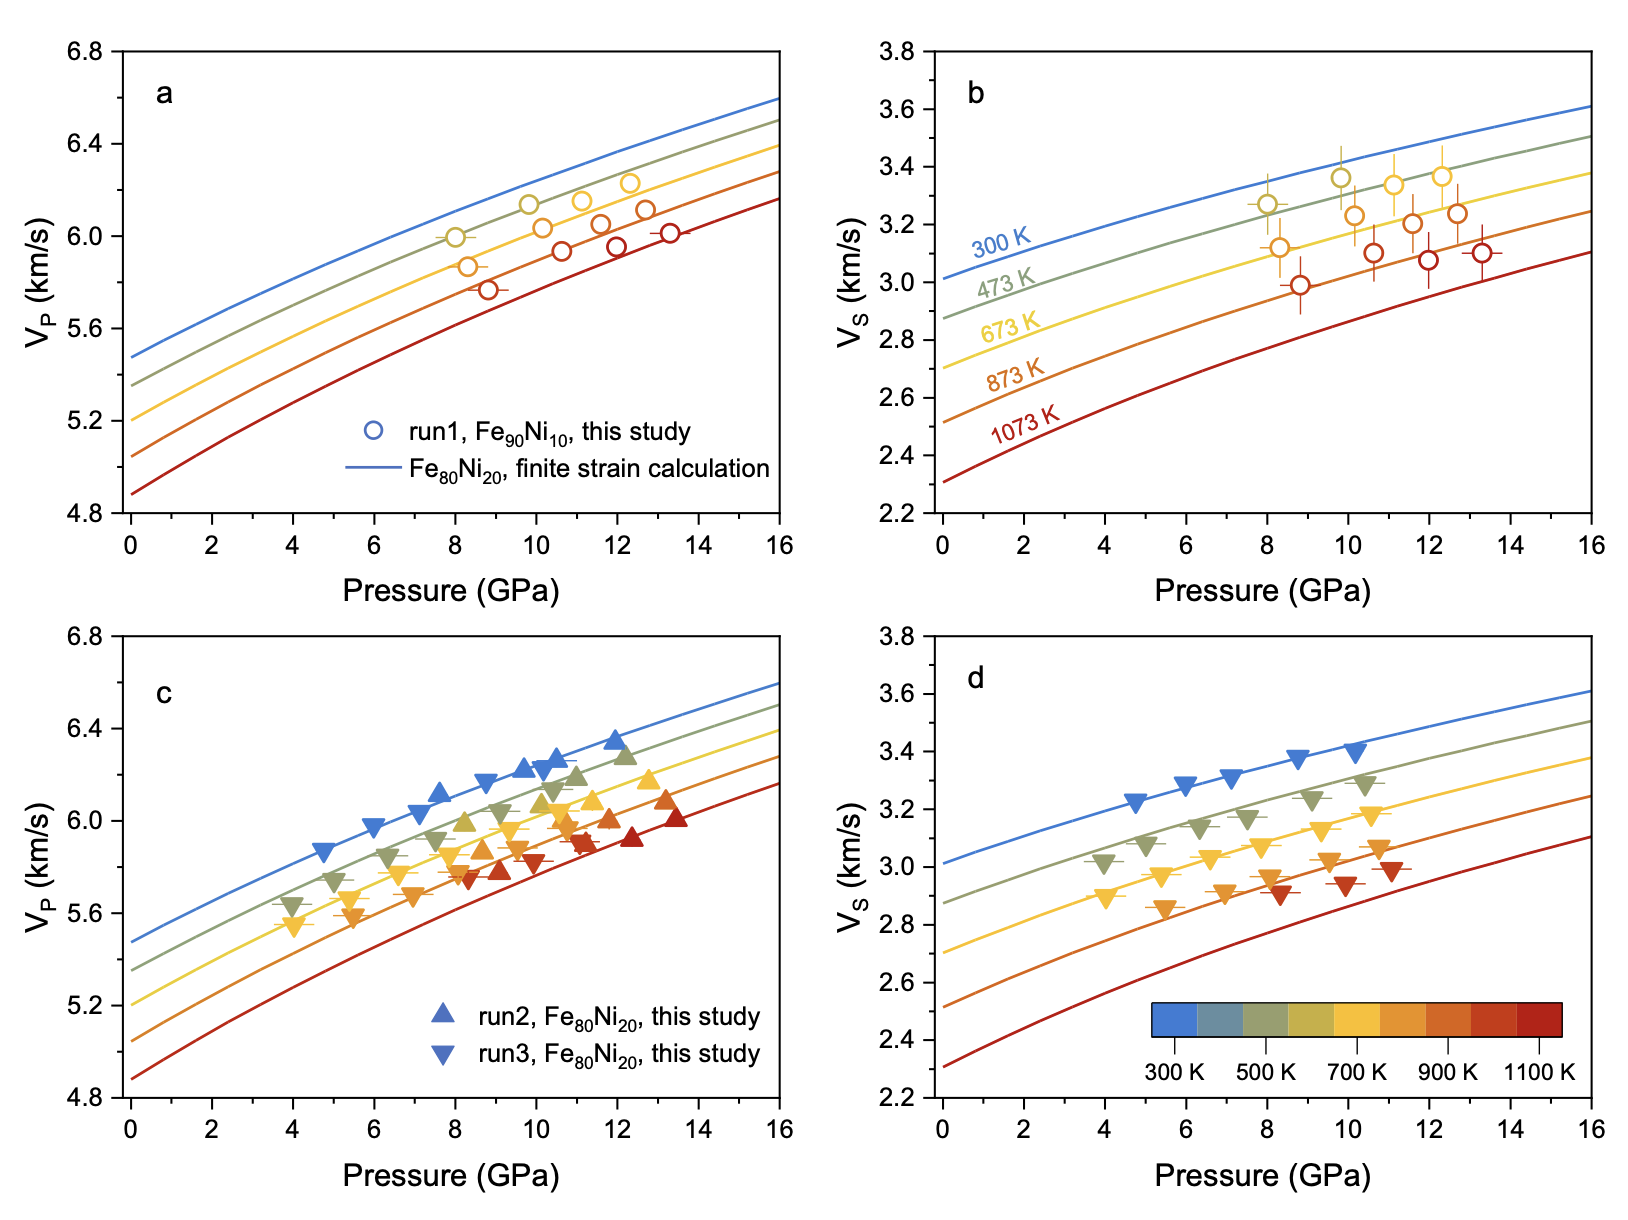 6.8
6.4
6.0
5.6
5.2
4.8
V_P (km/s)
a
run1, Fe₉₀Ni₁₀, this study
Fe₈₀Ni₂₀, finite strain calculation
0 2 4 6 8 10 12 14 16
Pressure (GPa)
3.8
3.6
3.4
3.2
3.0
2.8
2.6
2.4
2.2
V_S (km/s)
b
300 K
473 K
673 K
873 K
1073 K
0 2 4 6 8 10 12 14 16
Pressure (GPa)
6.8
6.4
6.0
5.6
5.2
4.8
V_P (km/s)
c
run2, Fe₈₀Ni₂₀, this study
run3, Fe₈₀Ni₂₀, this study
0 2 4 6 8 10 12 14 16
Pressure (GPa)
3.8
3.6
3.4
3.2
3.0
2.8
2.6
2.4
2.2
V_S (km/s)
d
300 K 500 K 700 K 900 K 1100 K
0 2 4 6 8 10 12 14 16
Pressure (GPa)